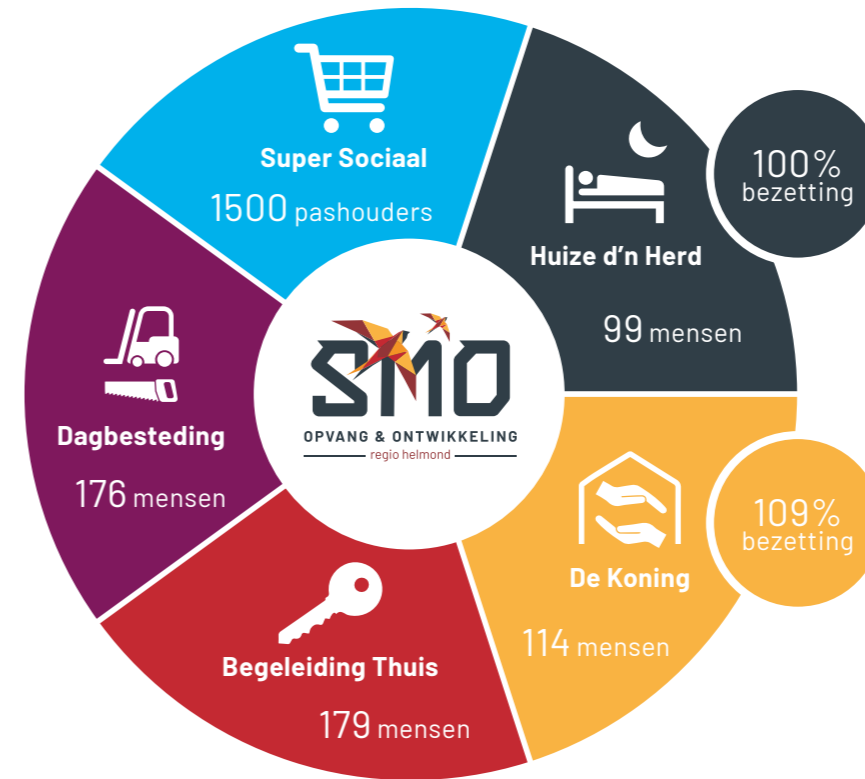 Super Sociaal
1500 pashouders
Huize d’n Herd
99 mensen
100%
bezetting
De Koning
114 mensen
109%
bezetting
Begeleiding Thuis
179 mensen
Dagbesteding
176 mensen
SMO
OPVANG & ONTWIKKELING
regio helmond